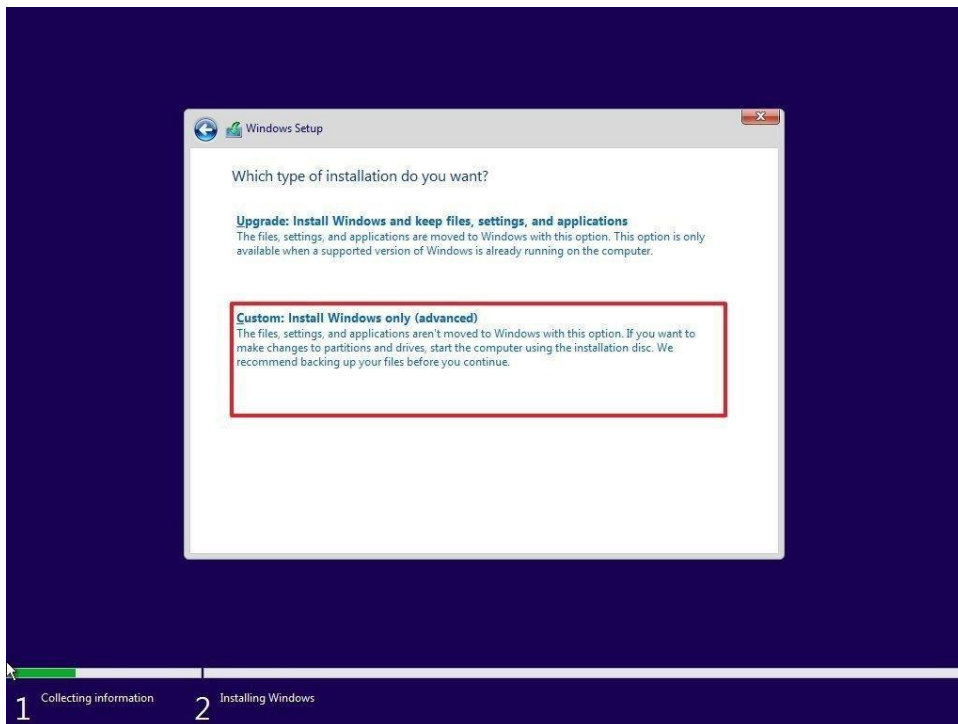 Windows Setup
X
Which type of installation do you want?
Upgrade: Install Windows and keep files, settings, and applications
The files, settings, and applications are moved to Windows with this option. This option is only
available when a supported version of Windows is already running on the computer.
Custom: Install Windows only (advanced)
The files, settings, and applications aren't moved to Windows with this option. If you want to
make changes to partitions and drives, start the computer using the installation disc. We
recommend backing up your files before you continue.
1 Collecting information 2 Installing Windows